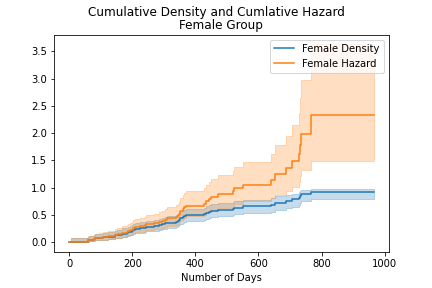 Cumulative Density and Cumlative Hazard
Female Group
Female Density
Female Hazard
3.5
3.0
2.5
2.0
1.5
1.0
0.5
0.0
0 200 400 600 800 1000
Number of Days